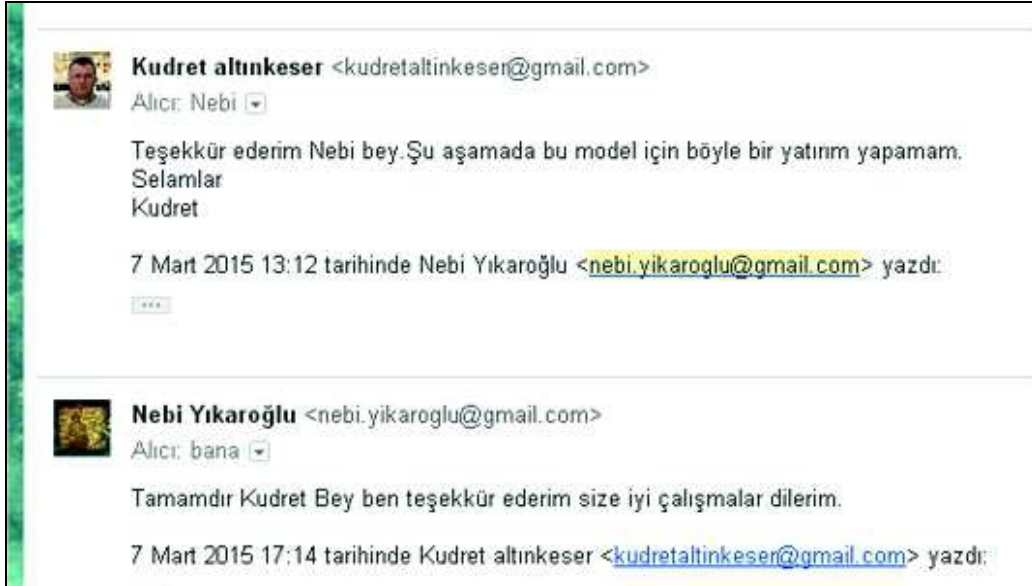 Kudret altınkeser <kudretaltinkeser@gmail.com>
Alıcı: Nebi
Teşekkür ederim Nebi bey.Şu aşamada bu model için böyle bir yatırım yapamam.
Selamlar
Kudret
7 Mart 2015 13:12 tarihinde Nebi Yıkaroğlu <nebi.yikaroglu@gmail.com> yazdı:
Nebi Yıkaroğlu <nebi.yikaroglu@gmail.com>
Alıcı: bana
Tamamdır Kudret Bey ben teşekkür ederim size iyi çalışmalar dilerim.
7 Mart 2015 17:14 tarihinde Kudret altınkeser <kudretaltinkeser@gmail.com> yazdı: